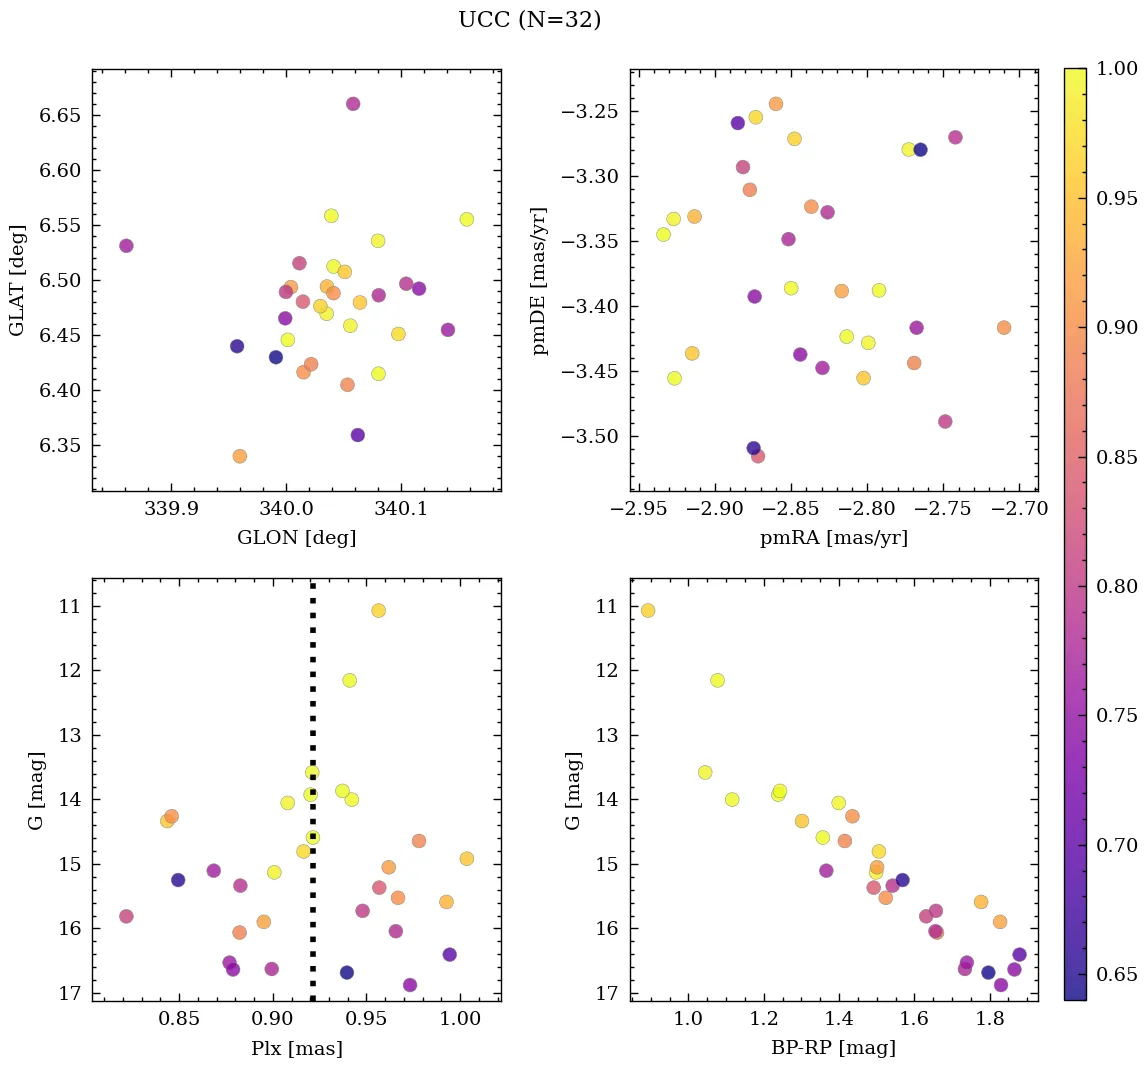 UCC (N=32)
6.65
6.60
6.55
6.50
6.45
6.40
6.35
GLAT [deg]
339.9 340.0 340.1
GLON [deg]
−3.25
−3.30
−3.35
−3.40
−3.45
−3.50
pmDE [mas/yr]
−2.95 −2.90 −2.85 −2.80 −2.75 −2.70
pmRA [mas/yr]
11
12
13
14
15
16
17
G [mag]
0.85 0.90 0.95 1.00
Plx [mas]
11
12
13
14
15
16
17
G [mag]
1.0 1.2 1.4 1.6 1.8
BP-RP [mag]
1.00
0.95
0.90
0.85
0.80
0.75
0.70
0.65